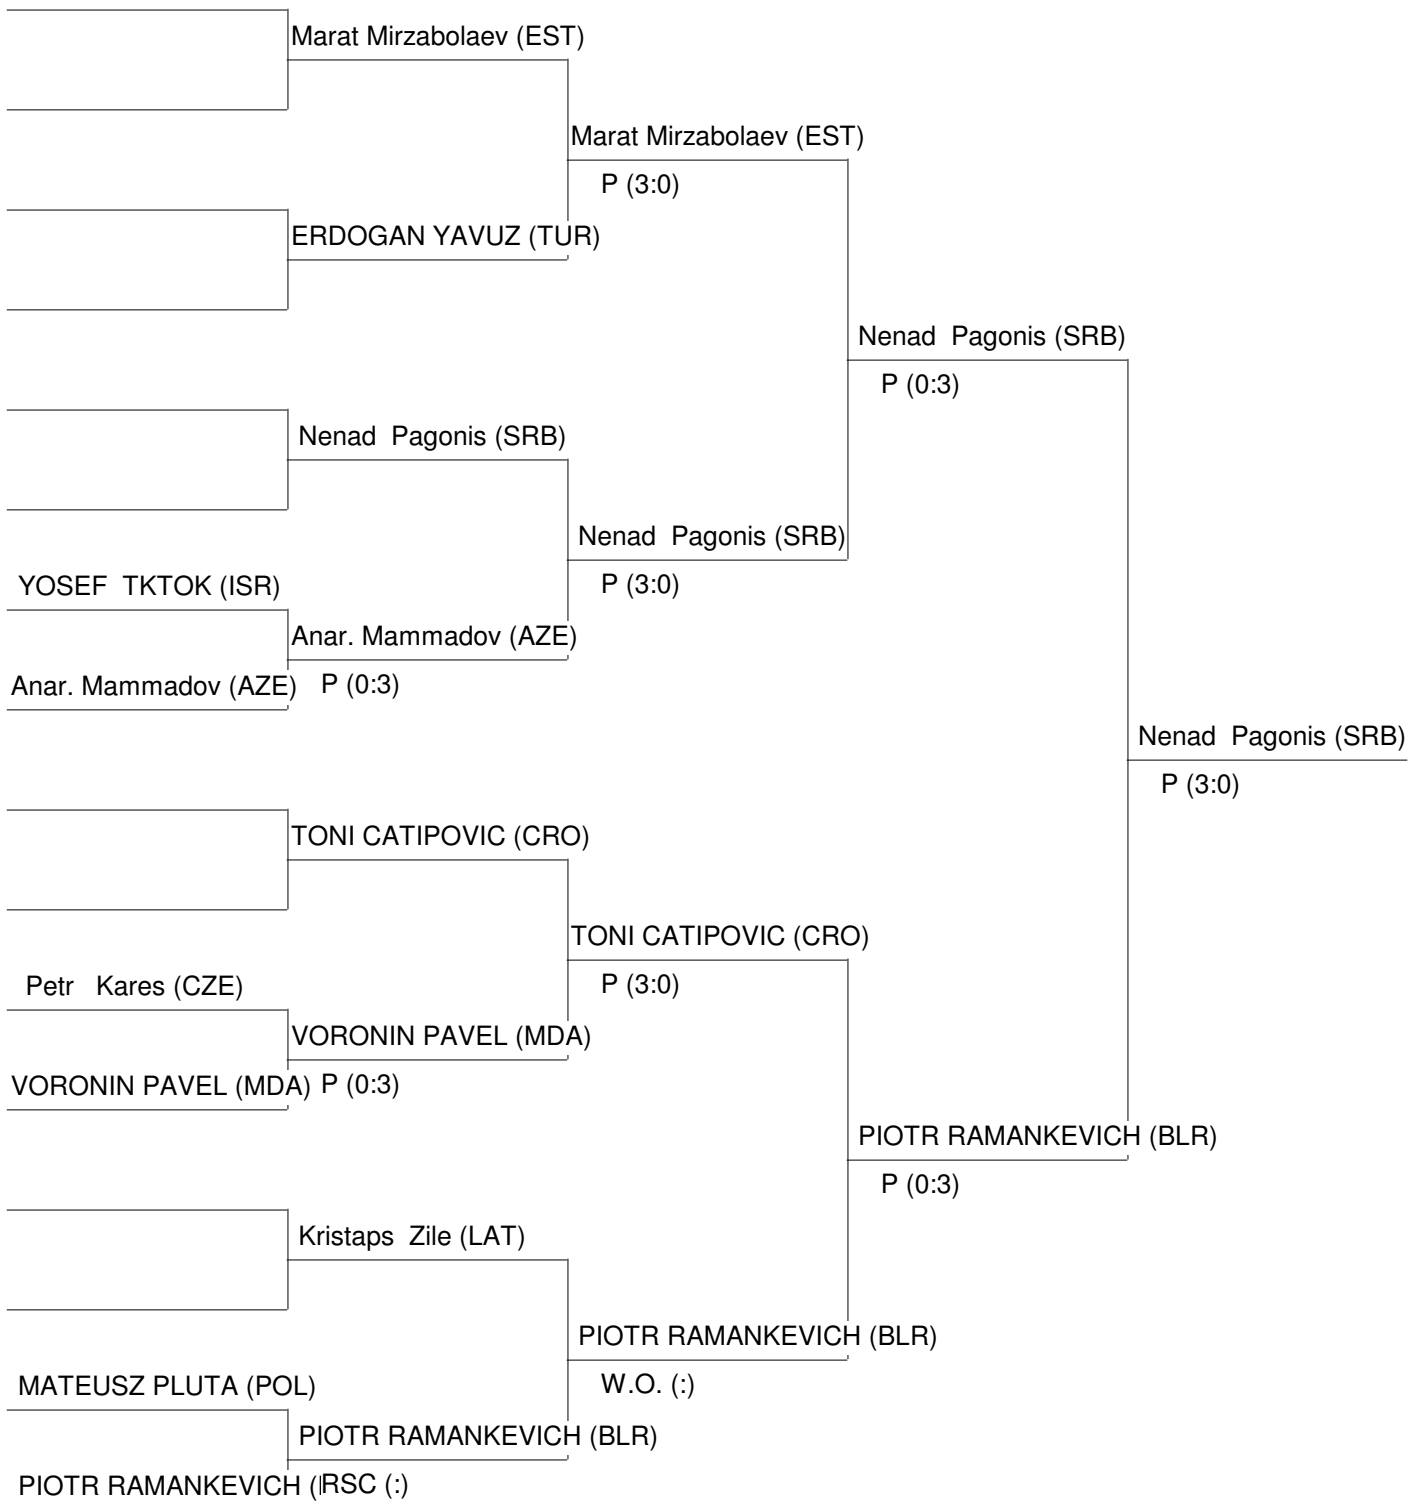 Marat Mirzabolaev (EST)
Marat Mirzabolaev (EST)
P (3:0)
ERDOGAN YAVUZ (TUR)
Nenad Pagonis (SRB)
P (0:3)
Nenad Pagonis (SRB)
Nenad Pagonis (SRB)
YOSEF TKTOK (ISR)
P (3:0)
Anar. Mammadov (AZE)
Anar. Mammadov (AZE)
P (0:3)
Nenad Pagonis (SRB)
P (3:0)
TONI CATIPOVIC (CRO)
TONI CATIPOVIC (CRO)
Petr Kares (CZE)
P (3:0)
VORONIN PAVEL (MDA)
VORONIN PAVEL (MDA)
P (0:3)
PIOTR RAMANKEVICH (BLR)
P (0:3)
Kristaps Zile (LAT)
PIOTR RAMANKEVICH (BLR)
MATEUSZ PLUTA (POL)
W.O. (:)
PIOTR RAMANKEVICH (BLR)
PIOTR RAMANKEVICH (
RSC (:)